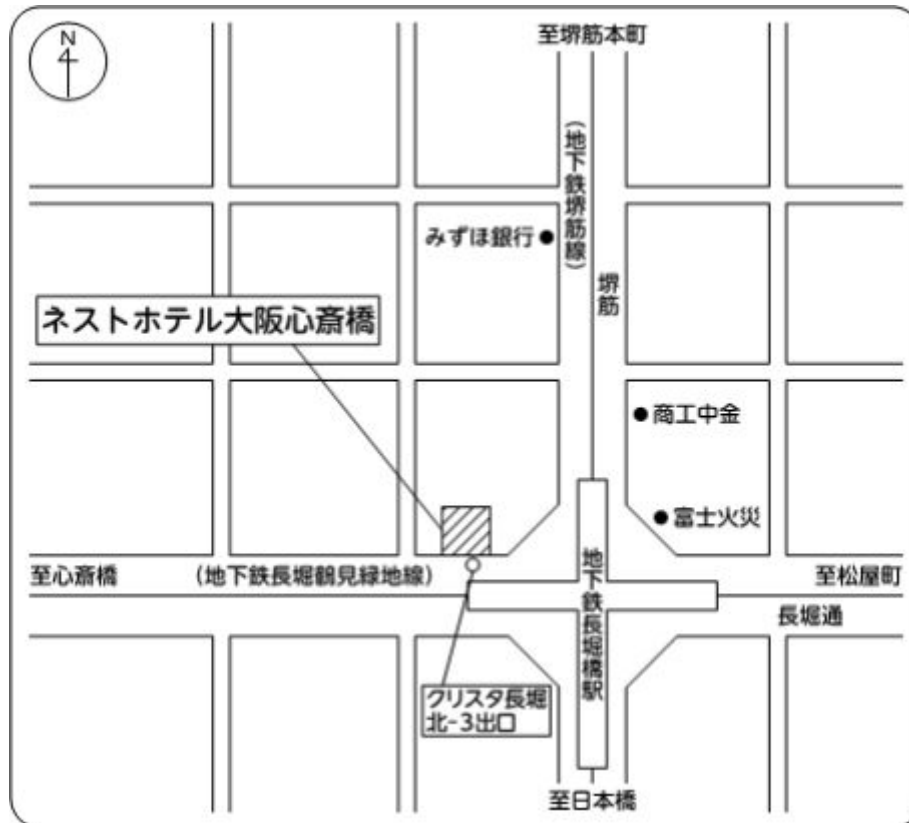 N
至堺筋本町
(地下鉄堺筋線)
みずほ銀行
堺筋
ネストホテル大阪心斎橋
商工中金
富士火災
至心斎橋
(地下鉄長堀鶴見緑地線)
地下鉄長堀橋駅
至松屋町
長堀通
クリスタ長堀
北-3出口
至日本橋